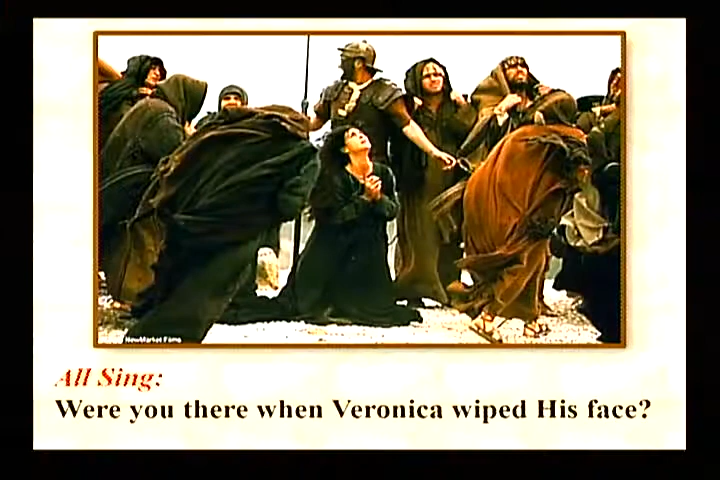 NewMarket Films
All Sing:
Were you there when Veronica wiped His face?